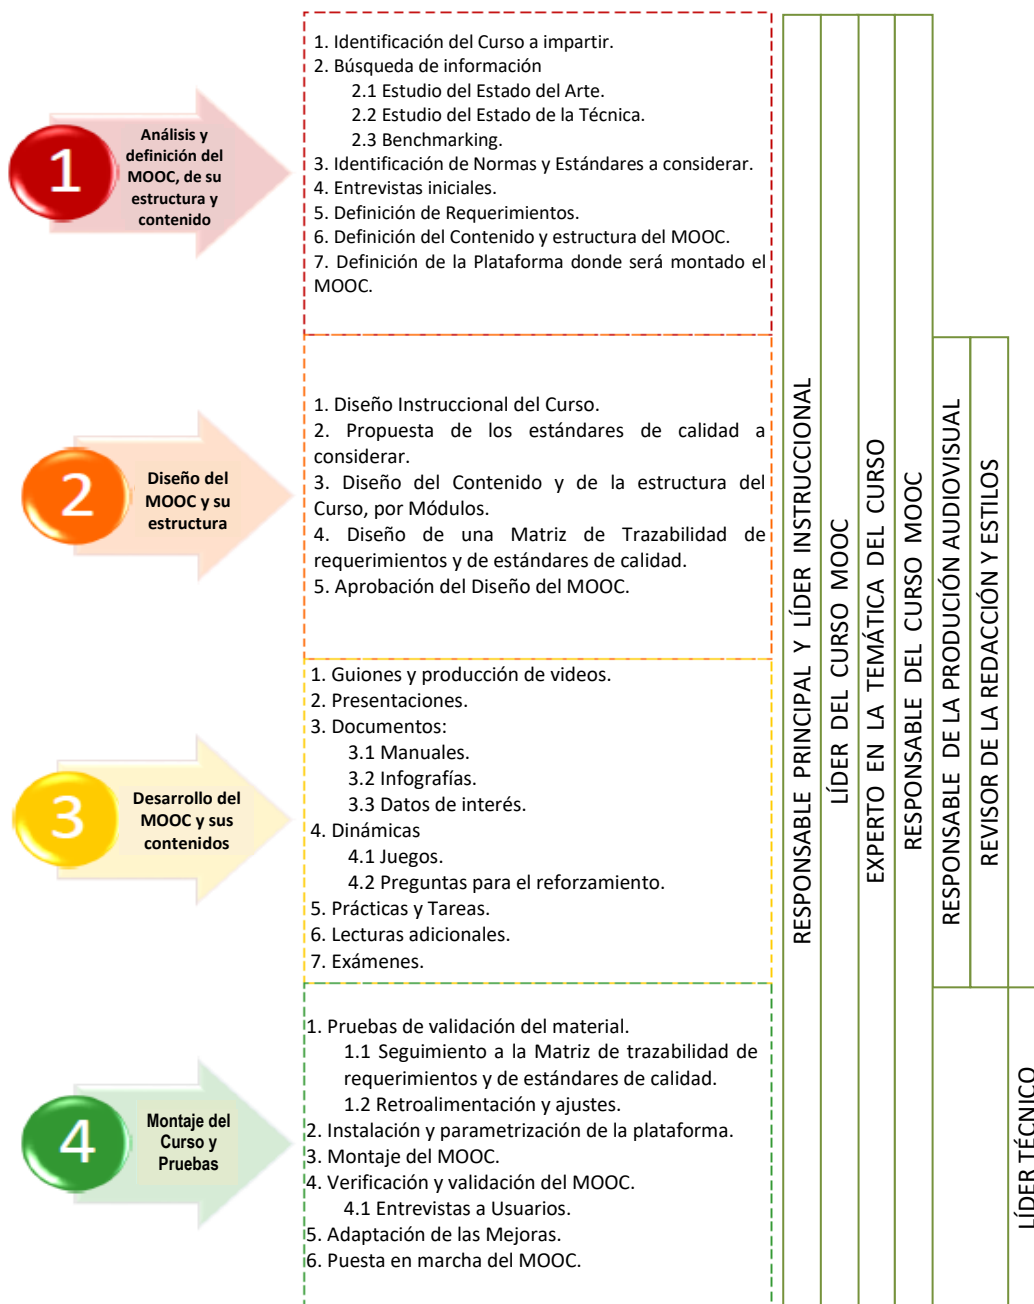 1
Análisis y
definición del
MOOC, de su
estructura y
contenido
1. Identificación del Curso a impartir.
2. Búsqueda de información
2.1 Estudio del Estado del Arte.
2.2 Estudio del Estado de la Técnica.
2.3 Benchmarking.
3. Identificación de Normas y Estándares a considerar.
4. Entrevistas iniciales.
5. Definición de Requerimientos.
6. Definición del Contenido y estructura del MOOC.
7. Definición de la Plataforma donde será montado el
MOOC.
2
Diseño del
MOOC y su
estructura
1. Diseño Instruccional del Curso.
2. Propuesta de los estándares de calidad a
considerar.
3. Diseño del Contenido y de la estructura del
Curso, por Módulos.
4. Diseño de una Matriz de Trazabilidad de
requerimientos y de estándares de calidad.
5. Aprobación del Diseño del MOOC.
3
Desarrollo del
MOOC y sus
contenidos
1. Guiones y producción de videos.
2. Presentaciones.
3. Documentos:
3.1 Manuales.
3.2 Infografías.
3.3 Datos de interés.
4. Dinámicas
4.1 Juegos.
4.2 Preguntas para el reforzamiento.
5. Prácticas y Tareas.
6. Lecturas adicionales.
7. Exámenes.
4
Montaje del
Curso y
Pruebas
1. Pruebas de validación del material.
1.1 Seguimiento a la Matriz de trazabilidad de
requerimientos y de estándares de calidad.
1.2 Retroalimentación y ajustes.
2. Instalación y parametrización de la plataforma.
3. Montaje del MOOC.
4. Verificación y validación del MOOC.
4.1 Entrevistas a Usuarios.
5. Adaptación de las Mejoras.
6. Puesta en marcha del MOOC.
RESPONSABLE PRINCIPAL Y LÍDER INSTRUCCIONAL
LÍDER DEL CURSO MOOC
EXPERTO EN LA TEMÁTICA DEL CURSO
RESPONSABLE DEL CURSO MOOC
RESPONSABLE DE LA PRODUCIÓN AUDIOVISUAL
REVISOR DE LA REDACCIÓN Y ESTILOS
LÍDER TÉCNICO